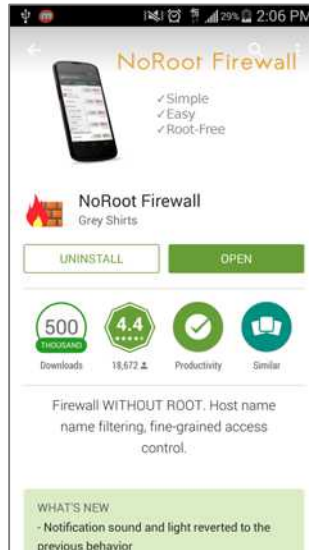 29% 2:06 PM
NoRoot Firewall
✓Simple
✓Easy
✓Root-Free
NoRoot Firewall
Grey Shirts
UNINSTALL
OPEN
500
THOUSAND
4.4
Downloads
18,672
Productivity
Similar
Firewall WITHOUT ROOT. Host name
name filtering, fine-grained access
control.
WHAT'S NEW
- Notification sound and light reverted to the
previous behavior